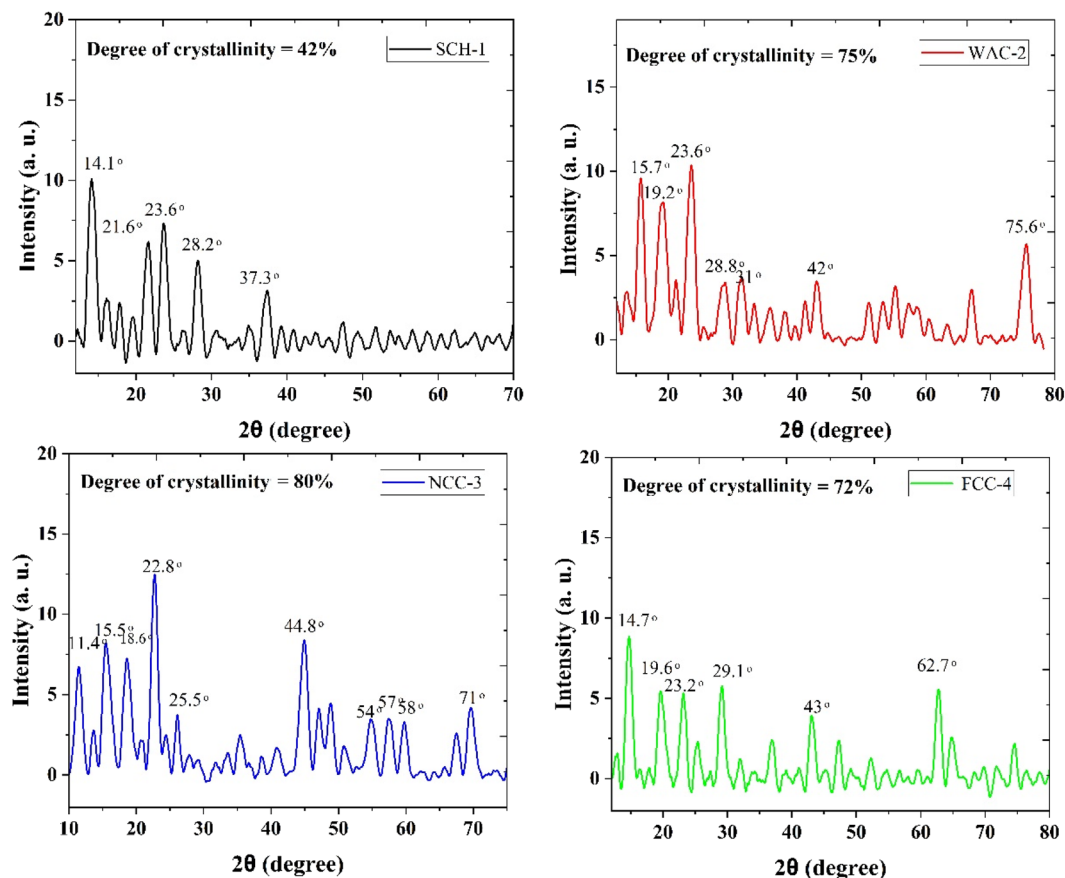 Degree of crystallinity = 42%
SCH-1
14.1°
21.6°
23.6°
28.2°
37.3°
20
15
10
5
0
Intensity (a. u.)
20 30 40 50 60 70
2θ (degree)
Degree of crystallinity = 75%
WAC-2
15.7°
19.2°
23.6°
28.8°
31°
42°
75.6°
15
10
5
0
Intensity (a. u.)
20 30 40 50 60 70 80
2θ (degree)
Degree of crystallinity = 80%
NCC-3
11.4°
15.5°
18.6°
22.8°
25.5°
44.8°
54°
57°
58°
71°
20
15
10
5
0
Intensity (a. u.)
10 20 30 40 50 60 70
2θ (degree)
Degree of crystallinity = 72%
FCC-4
14.7°
19.6°
23.2°
29.1°
43°
62.7°
20
15
10
5
0
Intensity (a. u.)
20 30 40 50 60 70 80
2θ (degree)